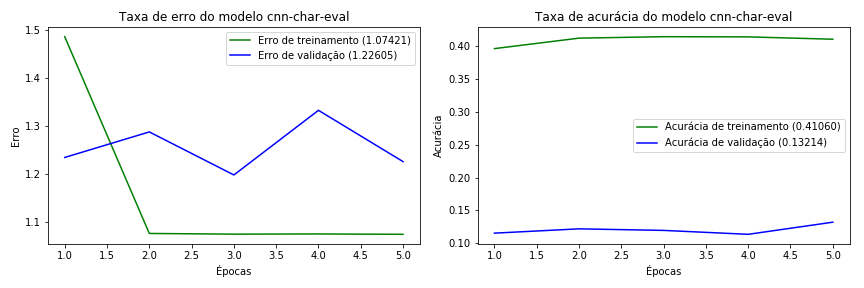 Taxa de erro do modelo cnn-char-eval
1.5
1.4
1.3
1.2
1.1
Erro
Erro de treinamento (1.07421)
Erro de validação (1.22605)
1.0 1.5 2.0 2.5 3.0 3.5 4.0 4.5 5.0
Épocas
Taxa de acurácia do modelo cnn-char-eval
0.40
0.35
0.30
0.25
0.20
0.15
0.10
Acurácia
Acurácia de treinamento (0.41060)
Acurácia de validação (0.13214)
1.0 1.5 2.0 2.5 3.0 3.5 4.0 4.5 5.0
Épocas